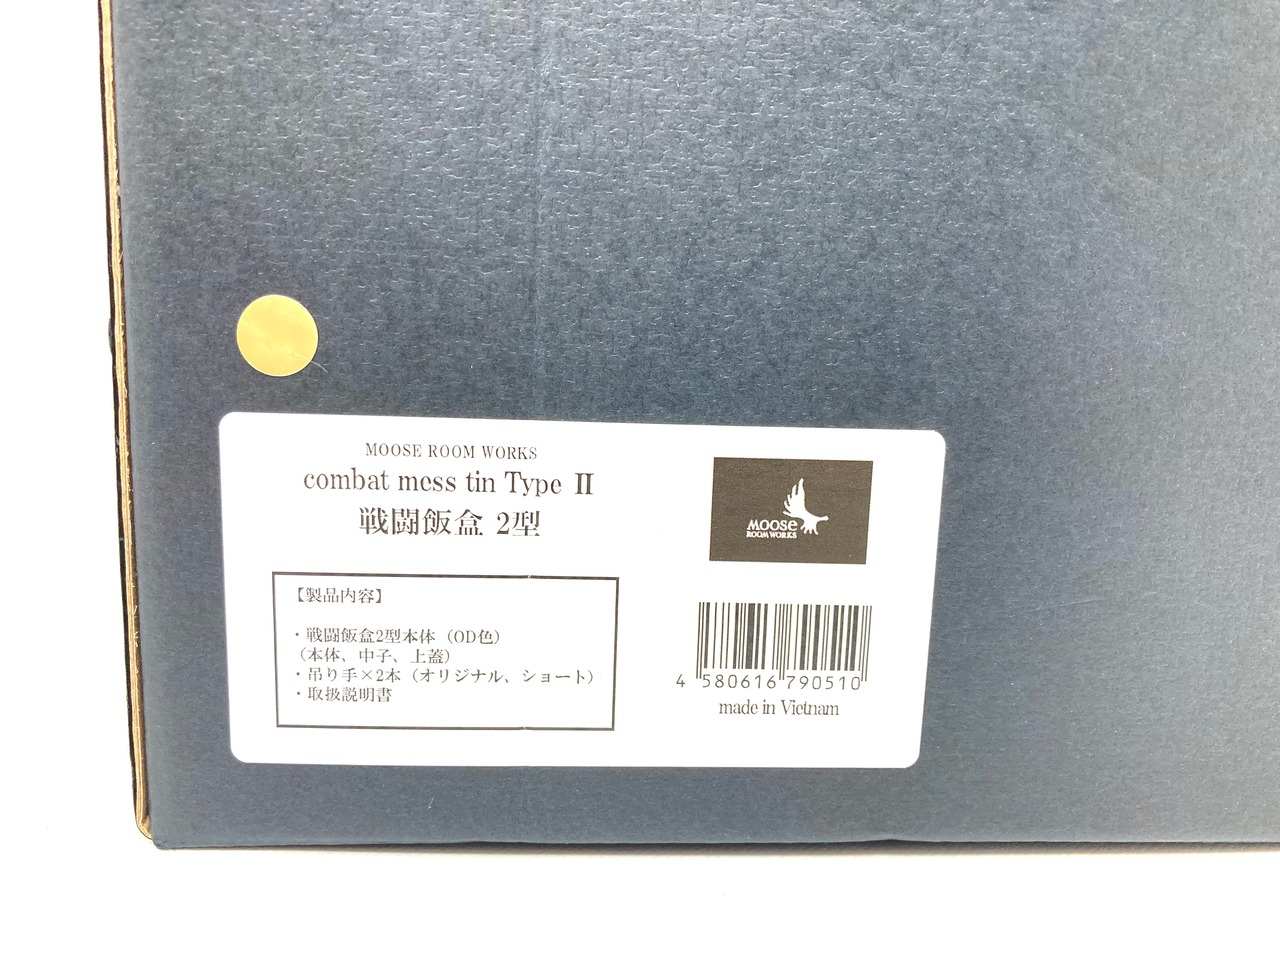 MOOSE ROOM WORKS
combat mess tin Type Ⅱ
戦闘飯盒 2型
【製品内容】
・戦闘飯盒2型本体（OD色）
（本体、中子、上蓋）
・吊り手×2本（オリジナル、ショート）
・取扱説明書
MOOSE
ROOM WORKS
4 580616 790510
made in Vietnam